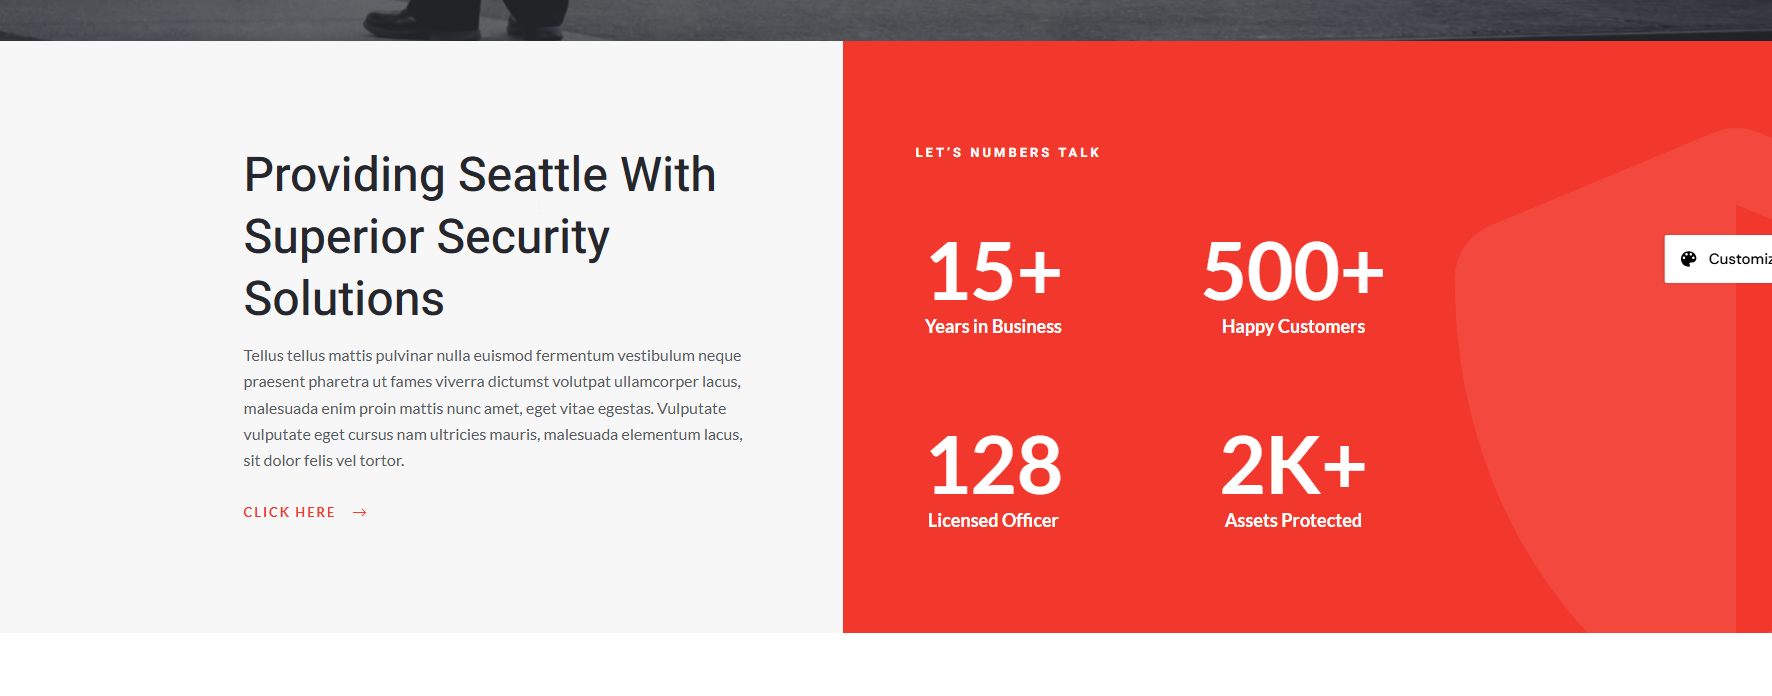 Providing Seattle With
Superior Security
Solutions
Tellus tellus mattis pulvinar nulla euismod fermentum vestibulum neque
praesent pharetra ut fames viverra dictumst volutpat ullamcorper lacus,
malesuada enim proin mattis nunc amet, eget vitae egestas. Vulputate
vulputate eget cursus nam ultricies mauris, malesuada elementum lacus,
sit dolor felis vel tortor.
CLICK HERE →
LET'S NUMBERS TALK
15+
Years in Business
500+
Happy Customers
128
Licensed Officer
2K+
Assets Protected
Customiz